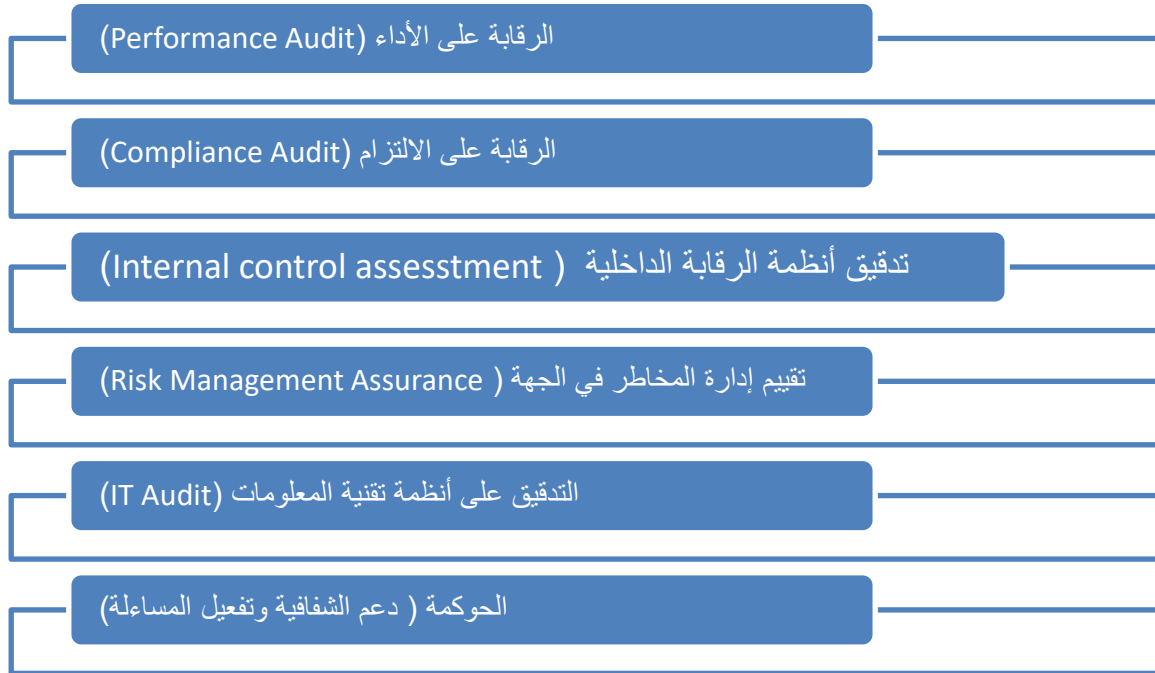 الرقابة على الأداء (Performance Audit)
الرقابة على الالتزام (Compliance Audit)
تدقيق أنظمة الرقابة الداخلية ( Internal control assesstment)
تقييم إدارة المخاطر في الجهة ( Risk Management Assurance)
التدقيق على أنظمة تقنية المعلومات (IT Audit)
الحوكمة ( دعم الشفافية وتفعيل المساءلة)